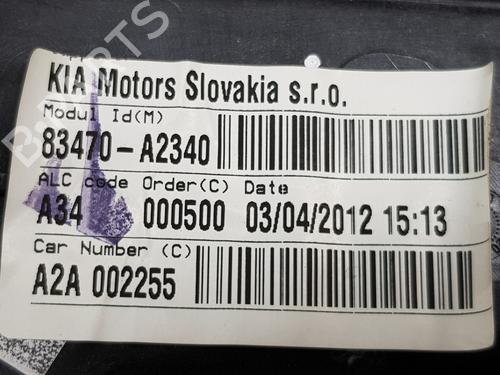 KIA Motors Slovakia s.r.o.
Modul Id(M)
83470-A2340
ALC code Order(C) Date
A34 000500 03/04/2012 15:13
Car Number (C)
A2A 002255